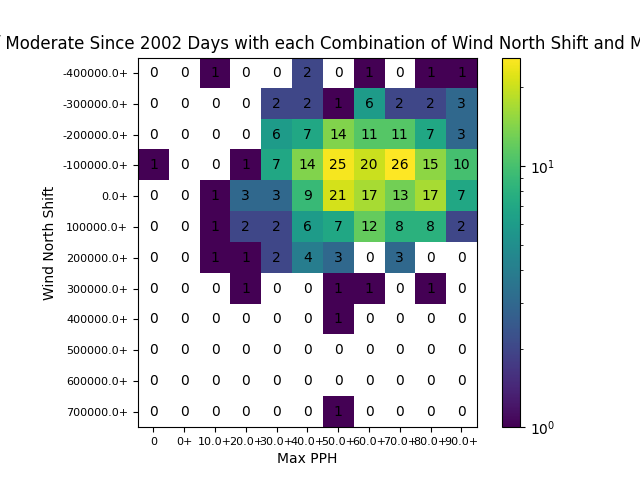 Moderate Since 2002 Days with each Combination of Wind North Shift and M
-400000.0+ 0 0 1 0 0 2 0 1 0 1 1
-300000.0+ 0 0 0 0 2 2 1 6 2 2 3
-200000.0+ 0 0 0 0 6 7 14 11 11 7 3
-100000.0+ 1 0 0 1 7 14 25 20 26 15 10
0.0+ 0 0 1 3 3 9 21 17 13 17 7
100000.0+ 0 0 1 2 2 6 7 12 8 8 2
200000.0+ 0 0 1 1 2 4 3 0 3 0 0
300000.0+ 0 0 0 1 0 0 1 1 0 1 0
400000.0+ 0 0 0 0 0 0 1 0 0 0 0
500000.0+ 0 0 0 0 0 0 0 0 0 0 0
600000.0+ 0 0 0 0 0 0 0 0 0 0 0
700000.0+ 0 0 0 0 0 0 1 0 0 0 0
0 0+ 10.0+ 20.0+ 30.0+ 40.0+ 50.0+ 60.0+ 70.0+ 80.0+ 90.0+
Max PPH
Wind North Shift
10¹
10⁰